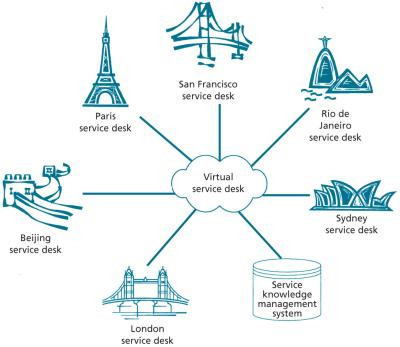 San Francisco
service desk
Paris
service desk
Rio de
Janeiro
service desk
Virtual
service desk
Beijing
service desk
Sydney
service desk
London
service desk
Service
knowledge
management
system